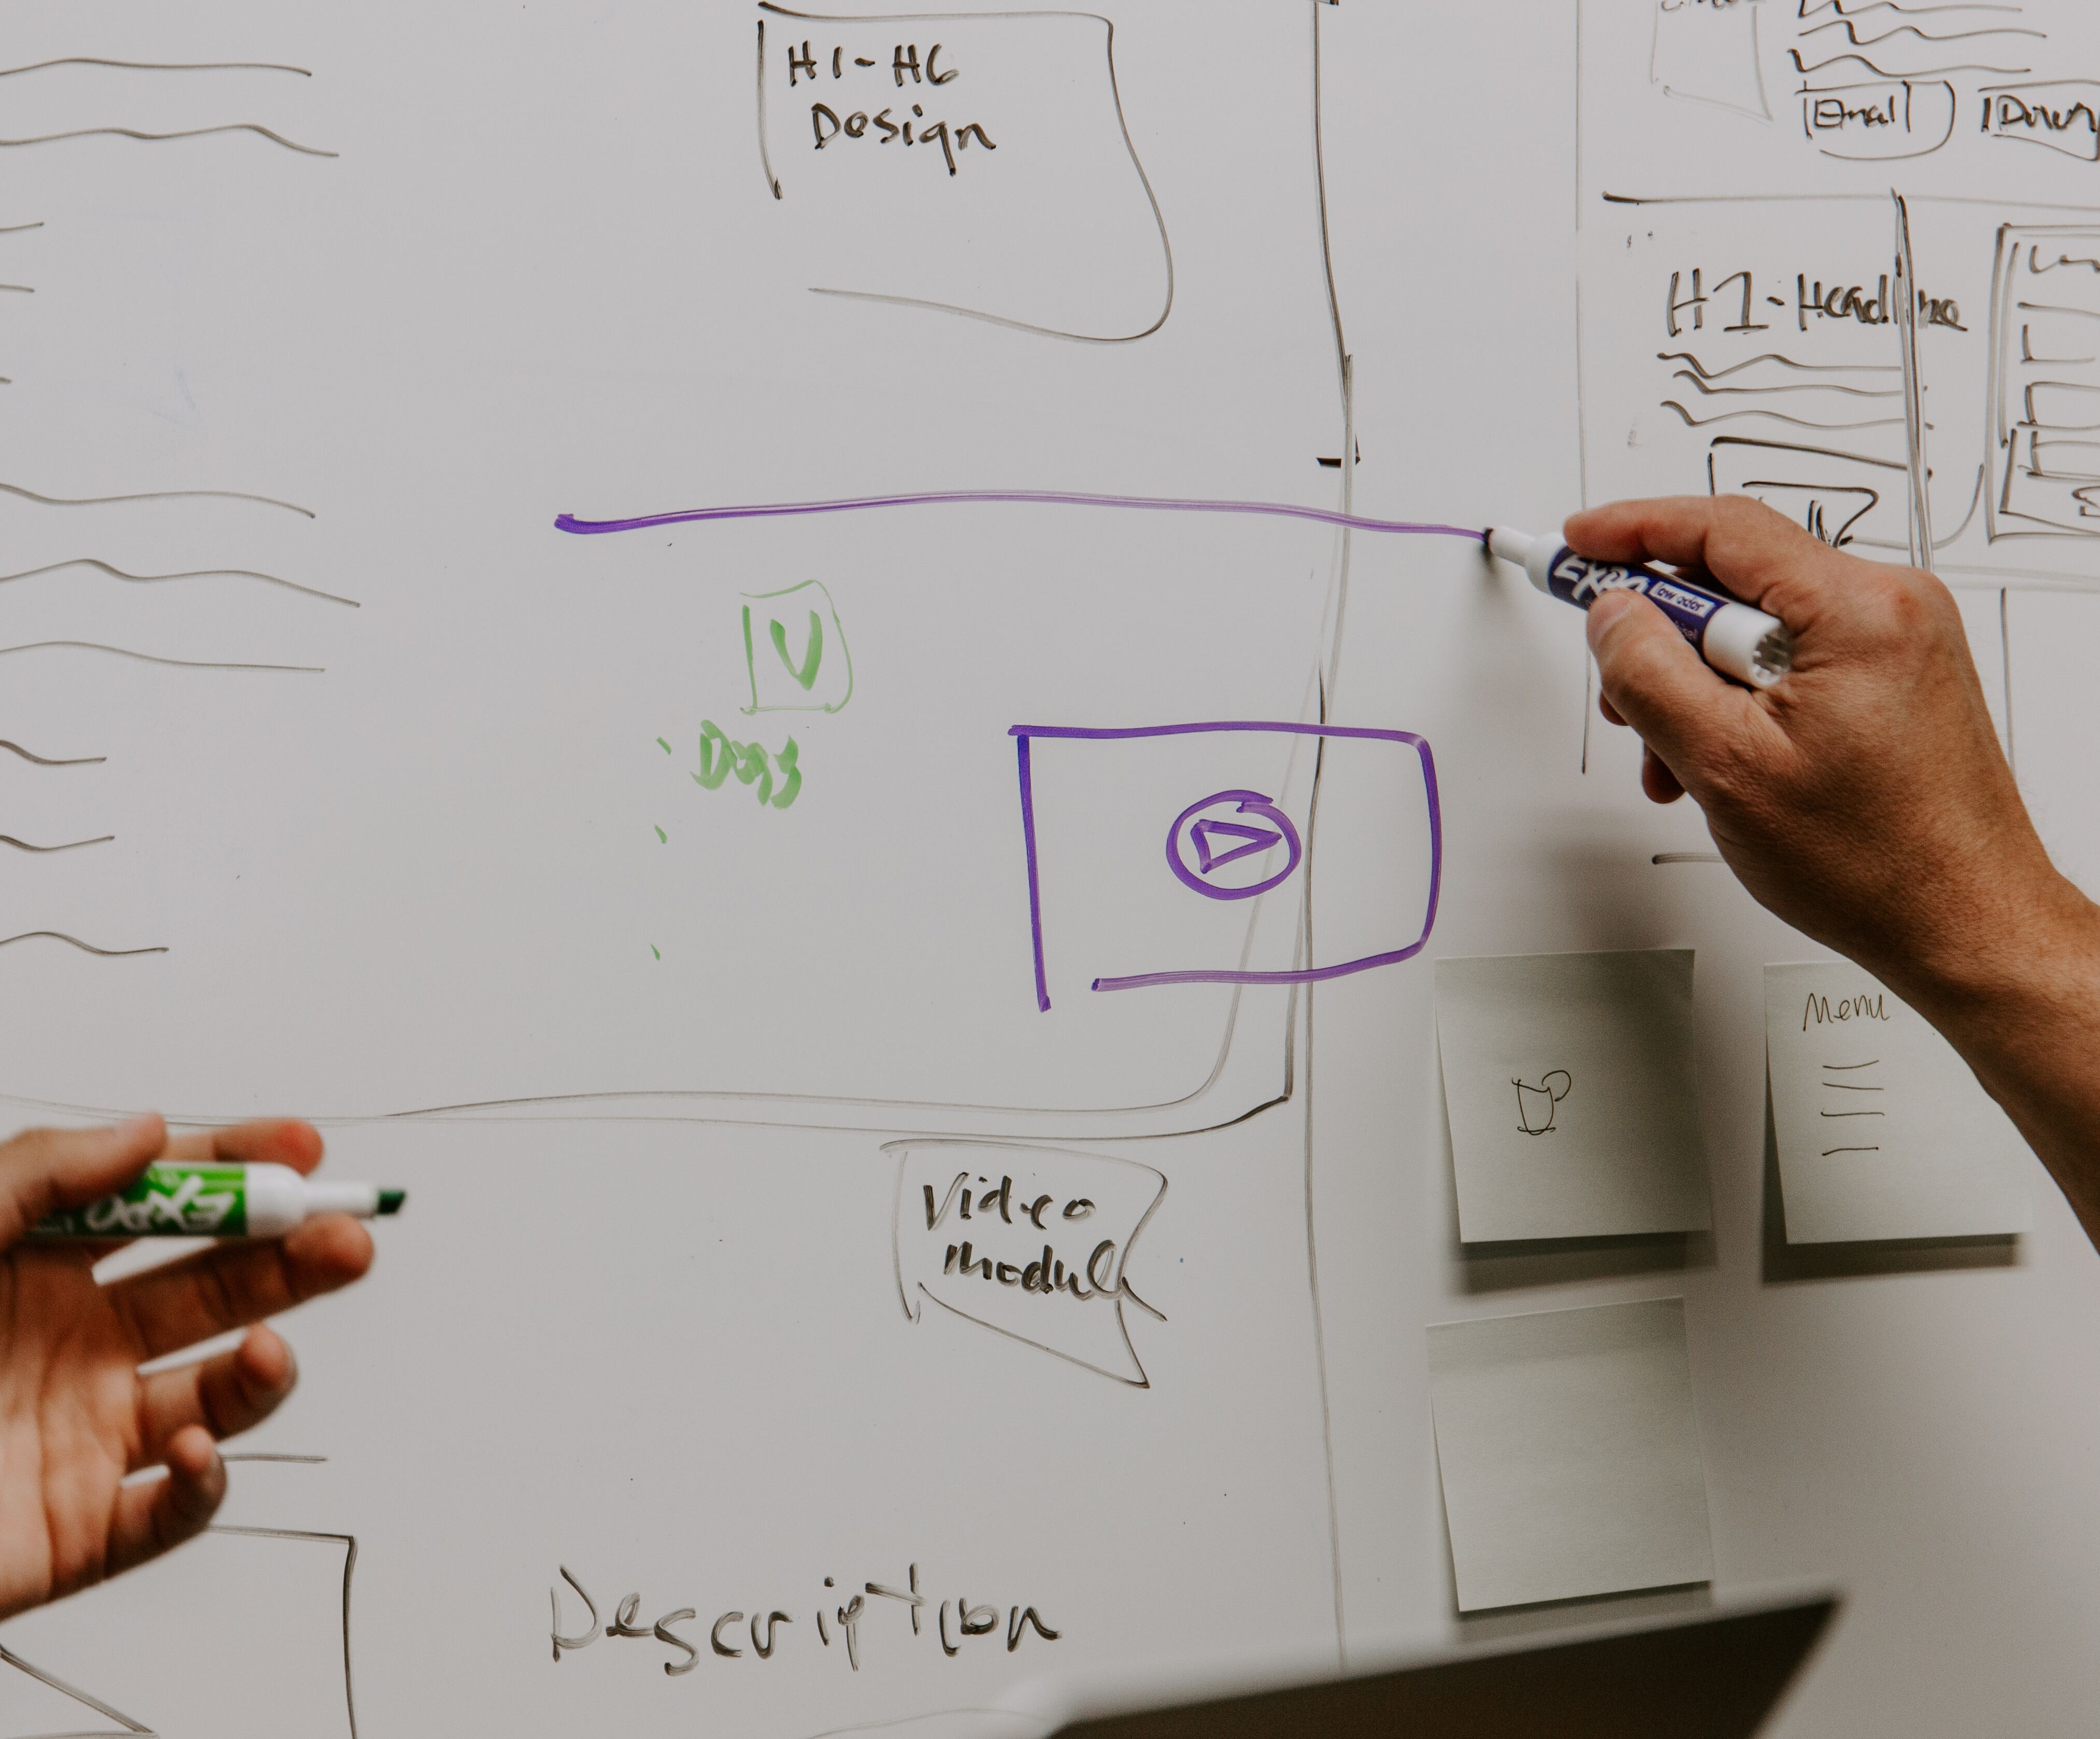 H1-H6
Design
Email
H1-Headline
EXPO
low odor
V
Dogs
Menu
EXPO
Video
Module
Description